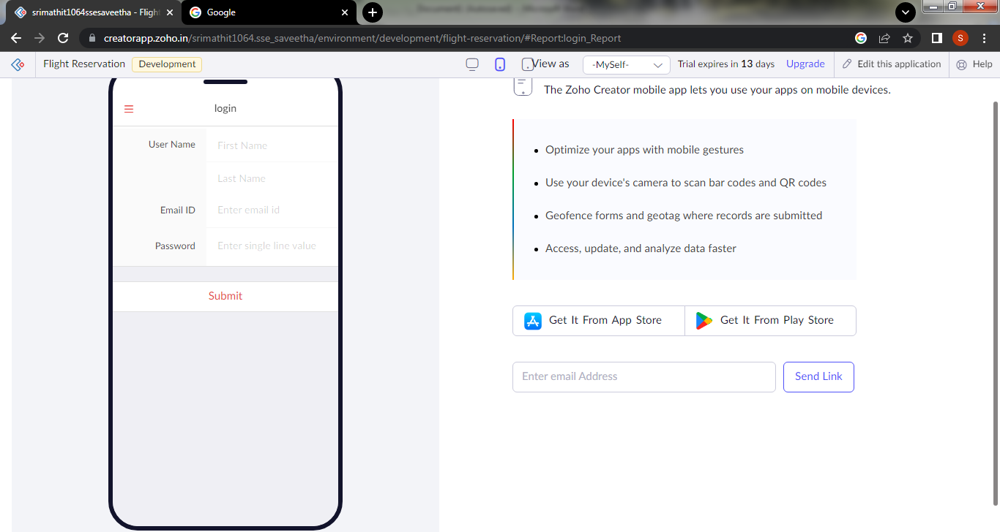 srimathit1064ssesaveetha - Flight
Google
creatorapp.zoho.in/srimathit1064.sse_saveetha/environment/development/flight-reservation/#Report:login_Report
S
Flight Reservation
Development
View as
-MySelf-
Trial expires in 13 days
Upgrade
Edit this application
Help
login
User Name
First Name
Last Name
Email ID
Enter email id
Password
Enter single line value
Submit
The Zoho Creator mobile app lets you use your apps on mobile devices.
Optimize your apps with mobile gestures
Use your device's camera to scan bar codes and QR codes
Geofence forms and geotag where records are submitted
Access, update, and analyze data faster
Get It From App Store
Get It From Play Store
Enter email Address
Send Link